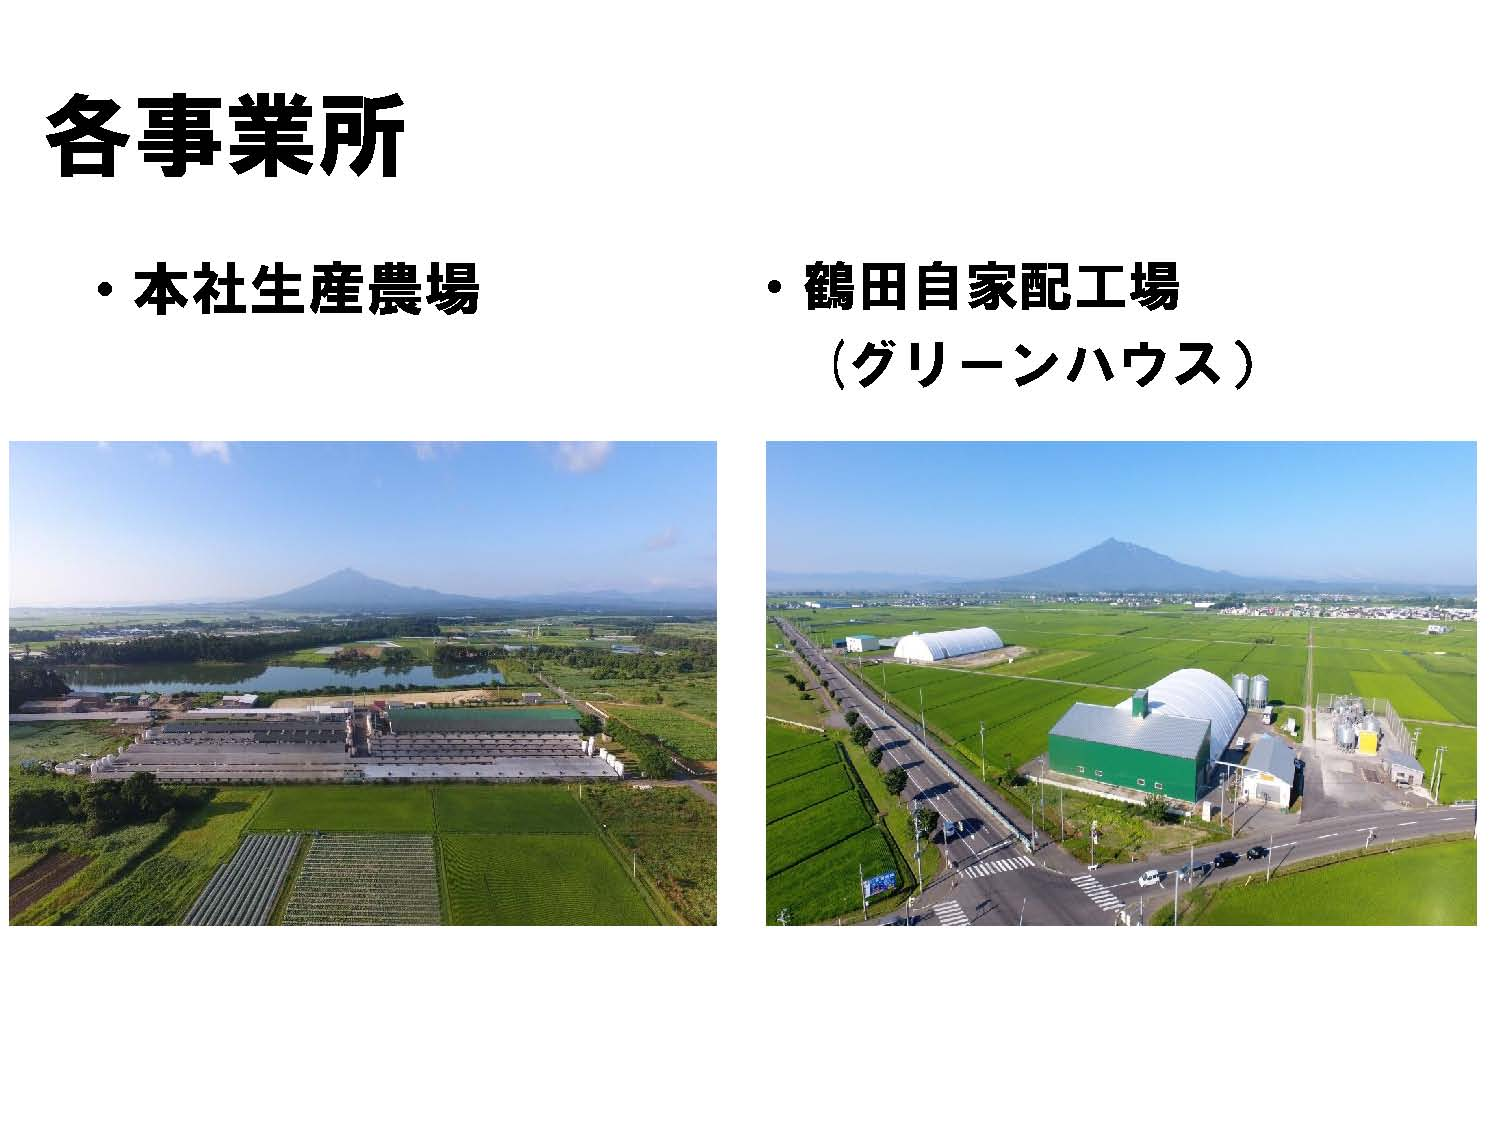 各事業所
・本社生産農場
・鶴田自家配工場
(グリーンハウス)